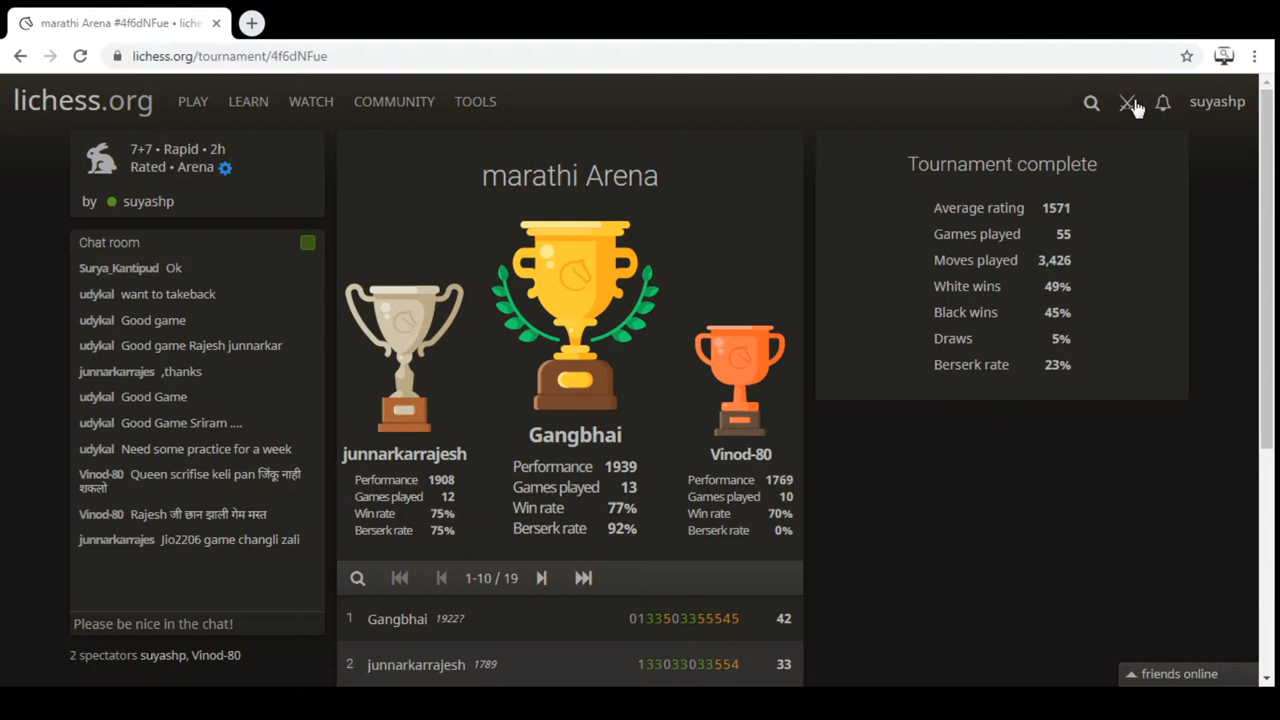 marathi Arena #4f6dNFue • liche
lichess.org/tournament/4f6dNFue
lichess.org PLAY LEARN WATCH COMMUNITY TOOLS suyashp
7+7 • Rapid • 2h
Rated • Arena
by suyashp
Chat room
Surya_Kantipud Ok
udykal want to takeback
udykal Good game
udykal Good game Rajesh junnarkar
junnarkarrajes ,thanks
udykal Good Game
udykal Good Game Sriram ....
udykal Need some practice for a week
Vinod-80 Queen scrifise keli pan जिंकू नाही
शकलो
Vinod-80 Rajesh जी छान झाली गेम मस्त
junnarkarrajes Jio2206 game changli zali
Please be nice in the chat!
2 spectators suyashp, Vinod-80
marathi Arena
junnarkarrajesh
Performance 1908
Games played 12
Win rate 75%
Berserk rate 75%
Gangbhai
Performance 1939
Games played 13
Win rate 77%
Berserk rate 92%
Vinod-80
Performance 1769
Games played 10
Win rate 70%
Berserk rate 0%
1-10 / 19
1 Gangbhai 1922? 0133503355545 42
2 junnarkarrajesh 1789 133033033554 33
Tournament complete
Average rating 1571
Games played 55
Moves played 3,426
White wins 49%
Black wins 45%
Draws 5%
Berserk rate 23%
friends online